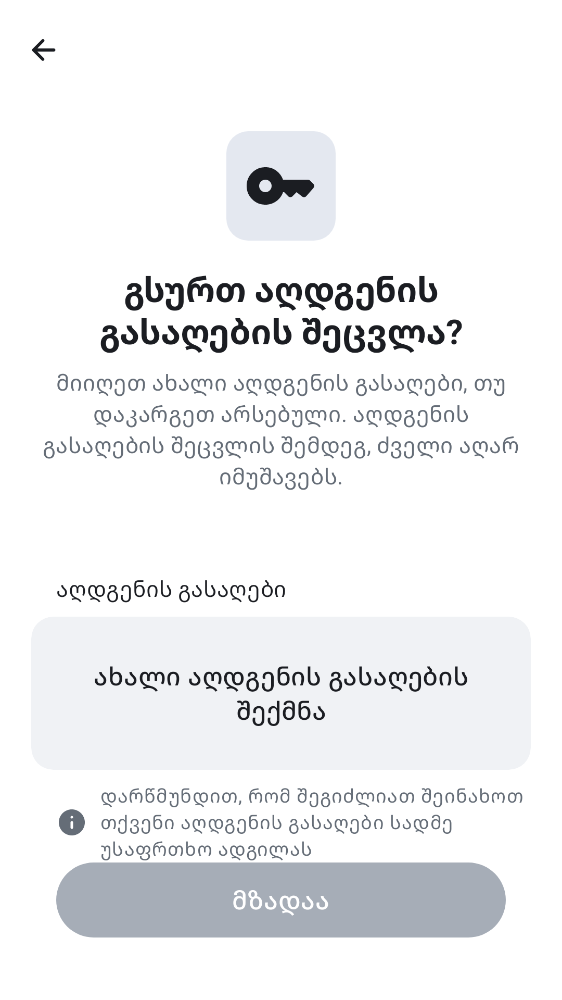 გსურთ აღდგენის
გასაღების შეცვლა?
მიიღეთ ახალი აღდგენის გასაღები, თუ
დაკარგეთ არსებული. აღდგენის
გასაღების შეცვლის შემდეგ, ძველი აღარ
იმუშავებს.
აღდგენის გასაღები
ახალი აღდგენის გასაღების
შექმნა
დარწმუნდით, რომ შეგიძლიათ შეინახოთ
თქვენი აღდგენის გასაღები სადმე
უსაფრთხო ადგილას
მზადაა